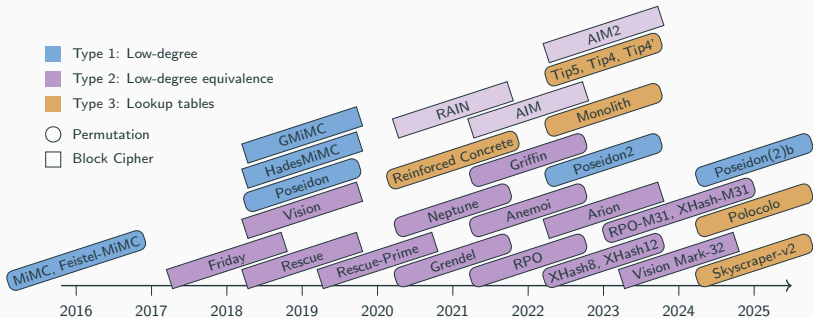 AIM2
Tip5, Tip4, Tip4'
Type 1: Low-degree
Type 2: Low-degree equivalence
Type 3: Lookup tables
Permutation
Block Cipher
RAIN
AIM
Monolith
GMiMC
HadesMiMC
Poseidon
Vision
Reinforced Concrete
Griffin
Poseidon2
Poseidon(2)b
Neptune
Anemoi
Arion
RPO-M31, XHash-M31
Polocolo
MiMC, Feistel-MiMC
Friday
Rescue
Rescue-Prime
Grendel
RPO
XHash8, XHash12
Vision Mark-32
Skyscraper-v2
2016 2017 2018 2019 2020 2021 2022 2023 2024 2025